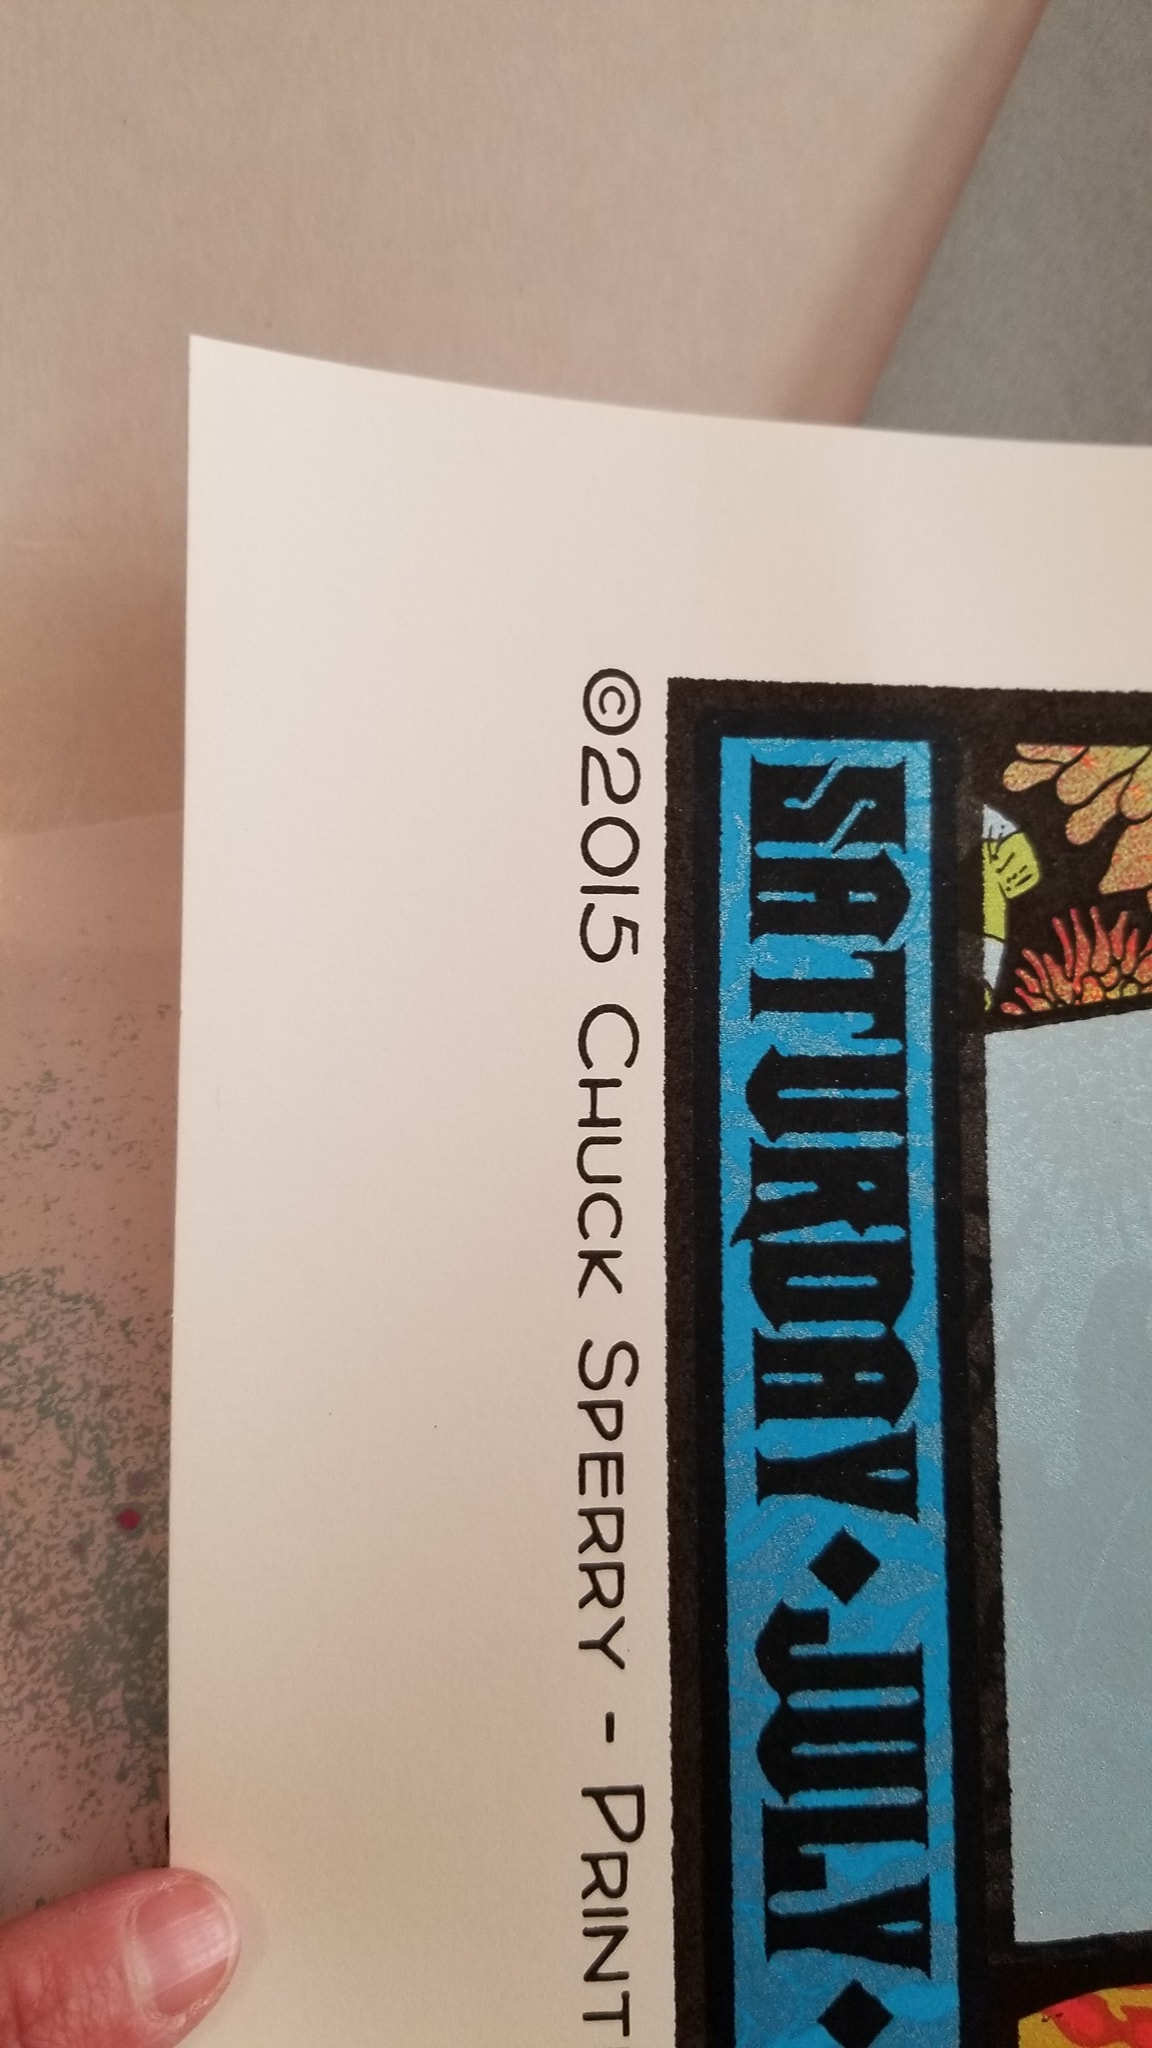 ©2015 Chuck Sperry - Print
SATURDAY ♦ JULY ♦